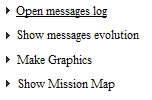 Open messages log
Show messages evolution
Make Graphics
Show Mission Map